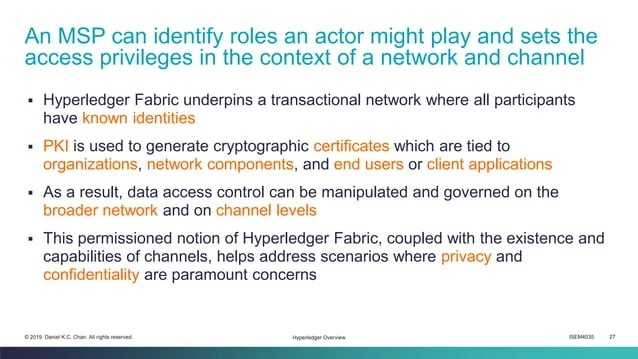 An MSP can identify roles an actor might play and sets the
access privileges in the context of a network and channel
▪ Hyperledger Fabric underpins a transactional network where all participants
have known identities
▪ PKI is used to generate cryptographic certificates which are tied to
organizations, network components, and end users or client applications
▪ As a result, data access control can be manipulated and governed on the
broader network and on channel levels
▪ This permissioned notion of Hyperledger Fabric, coupled with the existence and
capabilities of channels, helps address scenarios where privacy and
confidentiality are paramount concerns
© 2019 Daniel K.C. Chan. All rights reserved. Hyperledger Overview ISEM4035 27